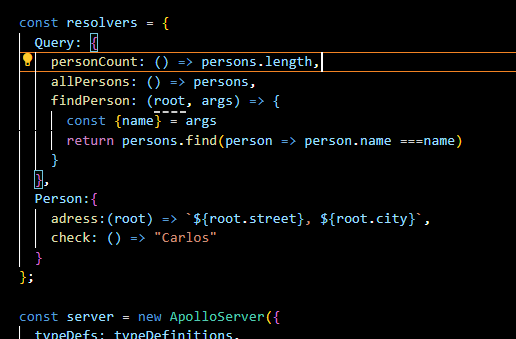 const resolvers = {
Query: {
personCount: () => persons.length,
allPersons: () => persons,
findPerson: (root, args) => {
const {name} = args
return persons.find(person => person.name ===name)
}
},
Person:{
adress:(root) => `${root.street}, ${root.city}`,
check: () => "Carlos"
}
};
const server = new ApolloServer({
typeDefs: typeDefinitions,